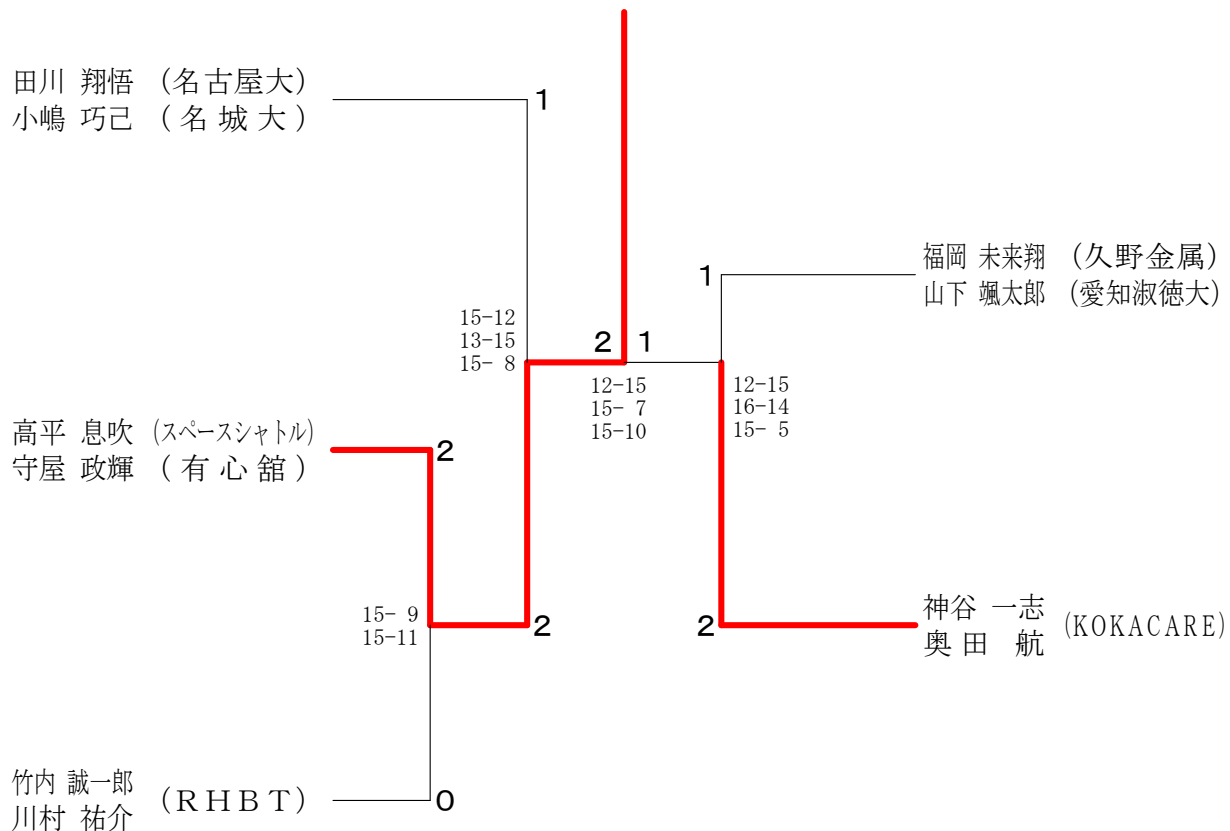 田川 翔悟 (名古屋大)
小嶋 巧己 (名城大)
1
福岡 未来翔 (久野金属)
山下 颯太郎 (愛知淑徳大)
1
15-12
13-15
15- 8
2 1
12-15
15- 7
15-10
12-15
16-14
15- 5
高平 息吹 (スペースシャトル)
守屋 政輝 (有心舘)
2
15- 9
15-11
2
2
神谷 一志
奥田 航
(KOKACARE)
竹内 誠一郎
川村 祐介
(RHBT)
0